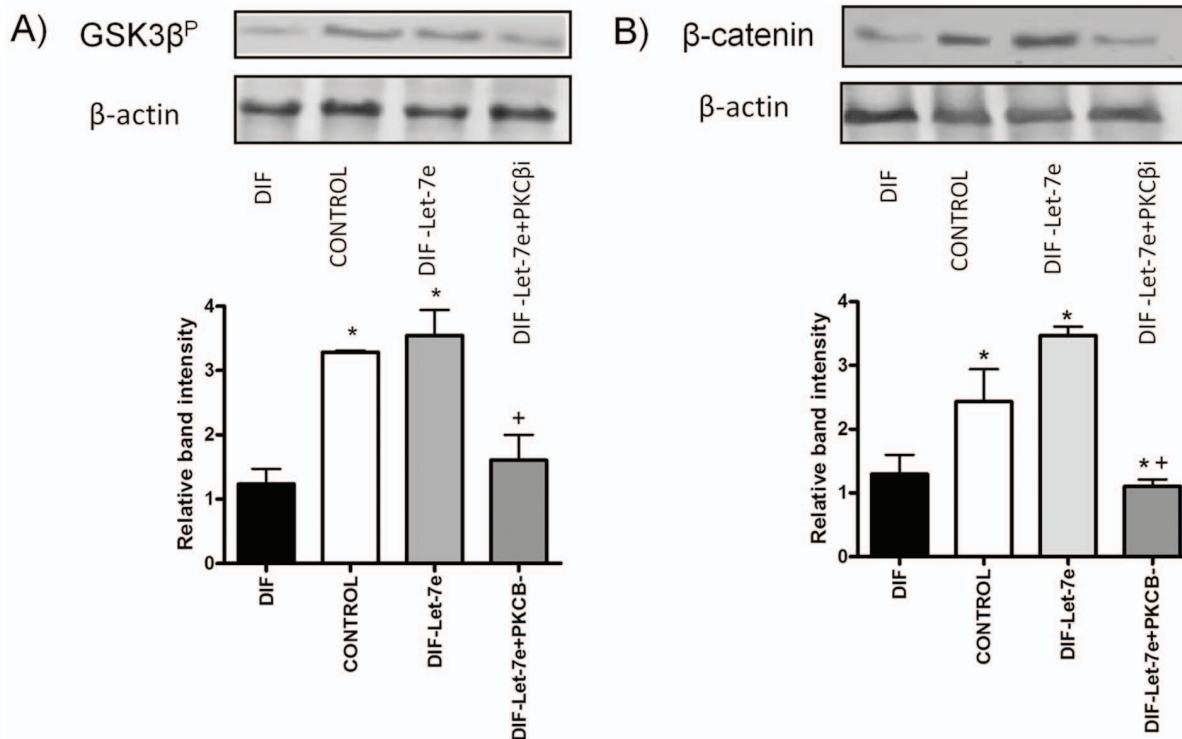 A)
GSK3βᴾ
β-actin
DIF
CONTROL
DIF -Let-7e
DIF -Let-7e+PKCβi
Relative band intensity
4
3
2
1
0
*
*
+
DIF
CONTROL
DIF-Let-7e
DIF-Let-7e+PKCB-
B)
β-catenin
β-actin
DIF
CONTROL
DIF -Let-7e
DIF -Let-7e+PKCβi
Relative band intensity
4
3
2
1
0
*
*
* +
DIF
CONTROL
DIF-Let-7e
DIF-Let-7e+PKCB-